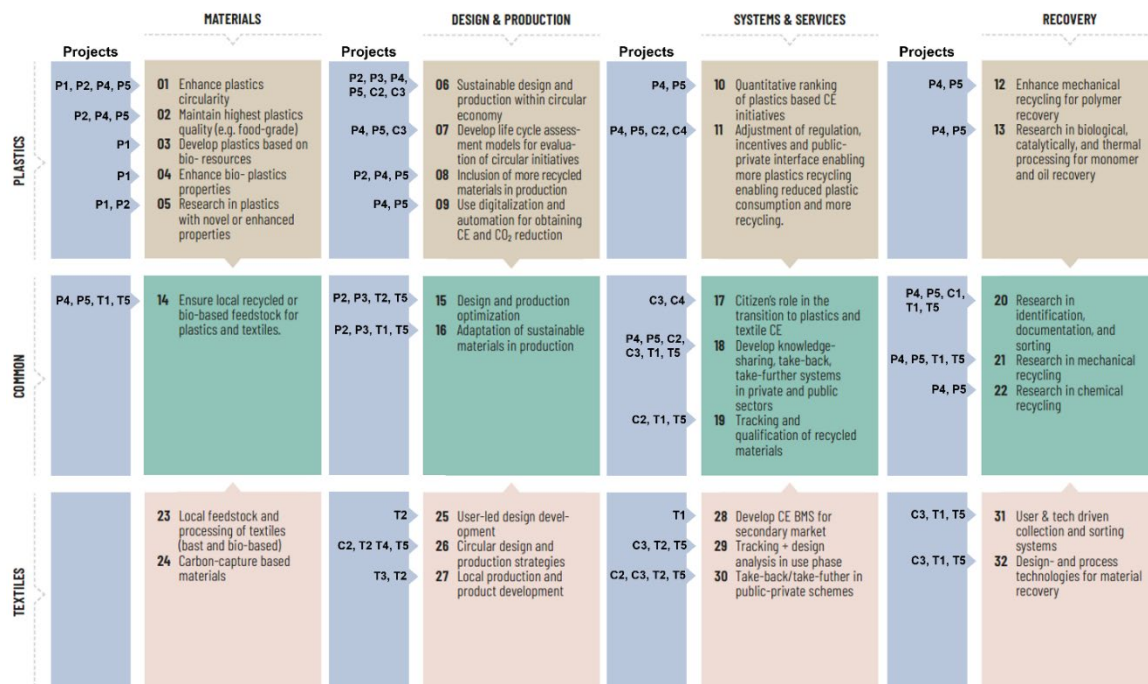 MATERIALS
DESIGN & PRODUCTION
SYSTEMS & SERVICES
RECOVERY
Projects
Projects
Projects
Projects
PLASTICS
P1, P2, P4, P5
P2, P4, P5
P1
P1
P1, P2
01 Enhance plastics
circularity
02 Maintain highest plastics
quality (e.g. food-grade)
03 Develop plastics based on
bio- resources
04 Enhance bio- plastics
properties
05 Research in plastics
with novel or enhanced
properties
P2, P3, P4,
P5, C2, C3
P4, P5, C3
P2, P4, P5
P4, P5
06 Sustainable design and
production within circular
economy
07 Develop life cycle assess-
ment models for evalua-
tion of circular initiatives
08 Inclusion of more recycled
materials in production
09 Use digitalization and
automation for obtaining
CE and CO₂ reduction
P4, P5
P4, P5, C2, C4
10 Quantitative ranking
of plastics based CE
initiatives
11 Adjustment of regulation,
incentives and public-
private interface enabling
more plastics recycling
enabling reduced plastic
consumption and more
recycling.
P4, P5
P4, P5
12 Enhance mechanical
recycling for polymer
recovery
13 Research in biological,
catalytically, and thermal
processing for monomer
and oil recovery
COMMON
P4, P5, T1, T5
14 Ensure local recycled or
bio-based feedstock for
plastics and textiles.
P2, P3, T2, T5
P2, P3, T1, T5
15 Design and production
optimization
16 Adaptation of sustainable
materials in production
C3, C4
P4, P5, C2,
C3, T1, T5
C2, T1, T5
17 Citizen's role in the
transition to plastics and
textile CE
18 Develop knowledge-
sharing, take-back,
take-further systems
in private and public
sectors
19 Tracking and
qualification of recycled
materials
P4, P5, C1,
T1, T5
P4, P5, T1, T5
P4, P5
20 Research in
identification,
documentation, and
sorting
21 Research in mechanical
recycling
22 Research in chemical
recycling
TEXTILES
23 Local feedstock and
processing of textiles
(bast and bio-based)
24 Carbon-capture based
materials
T2
C2, T2 T4, T5
T3, T2
25 User-led design devel-
opment
26 Circular design and
production strategies
27 Local production and
product development
T1
C3, T2, T5
C2, C3, T2, T5
28 Develop CE BMS for
secondary market
29 Tracking + design
analysis in use phase
30 Take-back/take-futher in
public-private schemes
C3, T1, T5
C3, T1, T5
31 User & tech driven
collection and sorting
systems
32 Design- and process
technologies for material
recovery